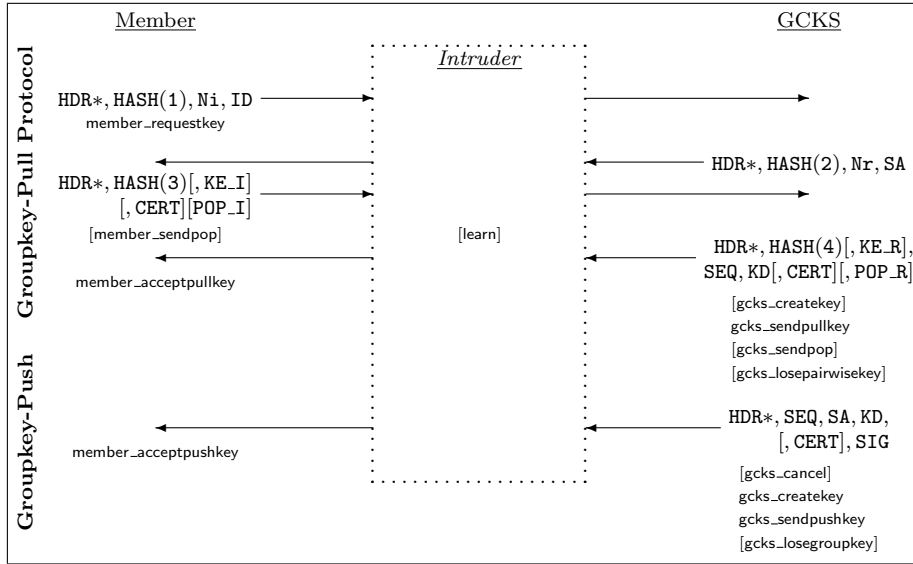 Member
GCKS
Intruder
Groupkey-Pull Protocol
HDR*, HASH(1), Ni, ID
member_requestkey
HDR*, HASH(2), Nr, SA
HDR*, HASH(3)[, KE_I]
[, CERT][POP_I]
[member_sendpop]
[learn]
HDR*, HASH(4)[, KE_R],
SEQ, KD[, CERT][, POP_R]
member_acceptpullkey
[gcks_createkey]
gcks_sendpullkey
[gcks_sendpop]
[gcks_losepairwisekey]
Groupkey-Push
HDR*, SEQ, SA, KD,
[, CERT], SIG
member_acceptpushkey
[gcks_cancel]
gcks_createkey
gcks_sendpushkey
[gcks_losegroupkey]